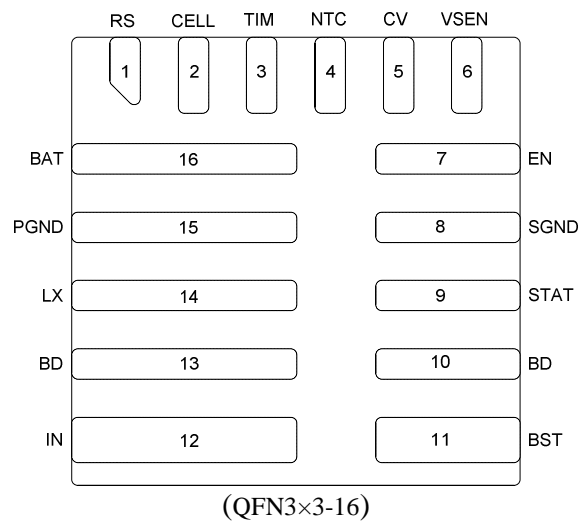 RS CELL TIM NTC CV VSEN
1 2 3 4 5 6
BAT 16 7 EN
PGND 15 8 SGND
LX 14 9 STAT
BD 13 10 BD
IN 12 11 BST
(QFN3×3-16)